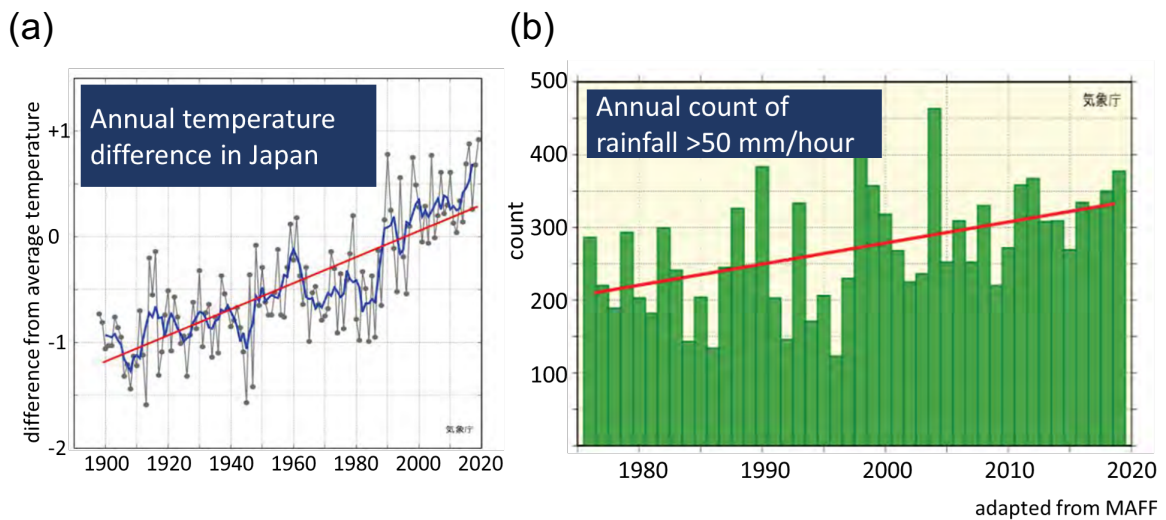 (a)
(b)
difference from average temperature
+1
0
-1
-2
Annual temperature
difference in Japan
気象庁
1900 1920 1940 1960 1980 2000 2020
count
500
400
300
200
100
Annual count of
rainfall >50 mm/hour
気象庁
1980 1990 2000 2010 2020
adapted from MAFF